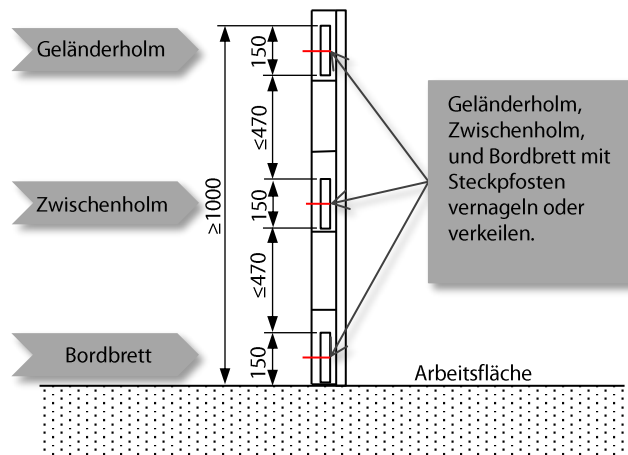 Geländerholm
Zwischenholm
Bordbrett
≥1000
150
≤470
150
≤470
150
Geländerholm,
Zwischenholm,
und Bordbrett mit
Steckpfosten
vernageln oder
verkeilen.
Arbeitsfläche